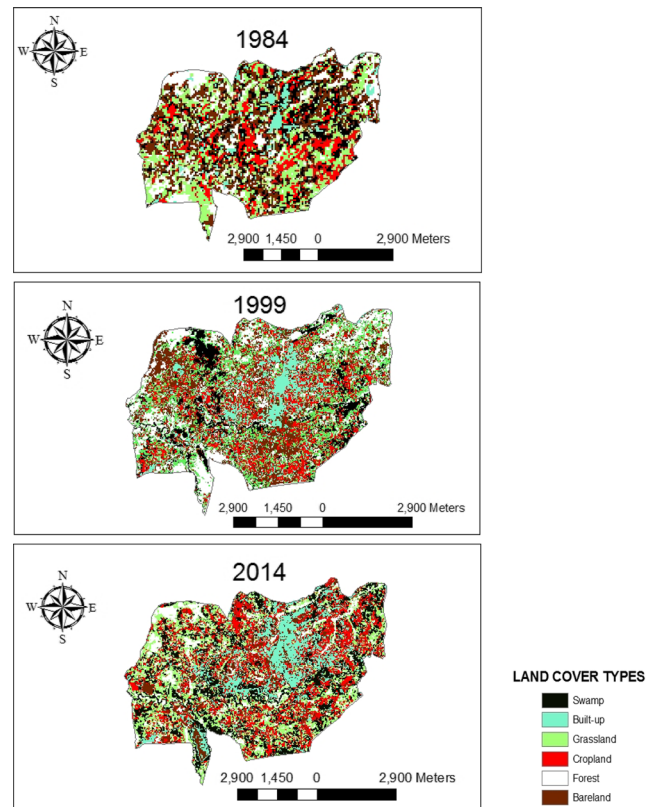 1984
N
W E
S
2,900 1,450 0 2,900 Meters
1999
N
W E
S
2,900 1,450 0 2,900 Meters
2014
N
W E
S
2,900 1,450 0 2,900 Meters
LAND COVER TYPES
Swamp
Built-up
Grassland
Cropland
Forest
Bareland